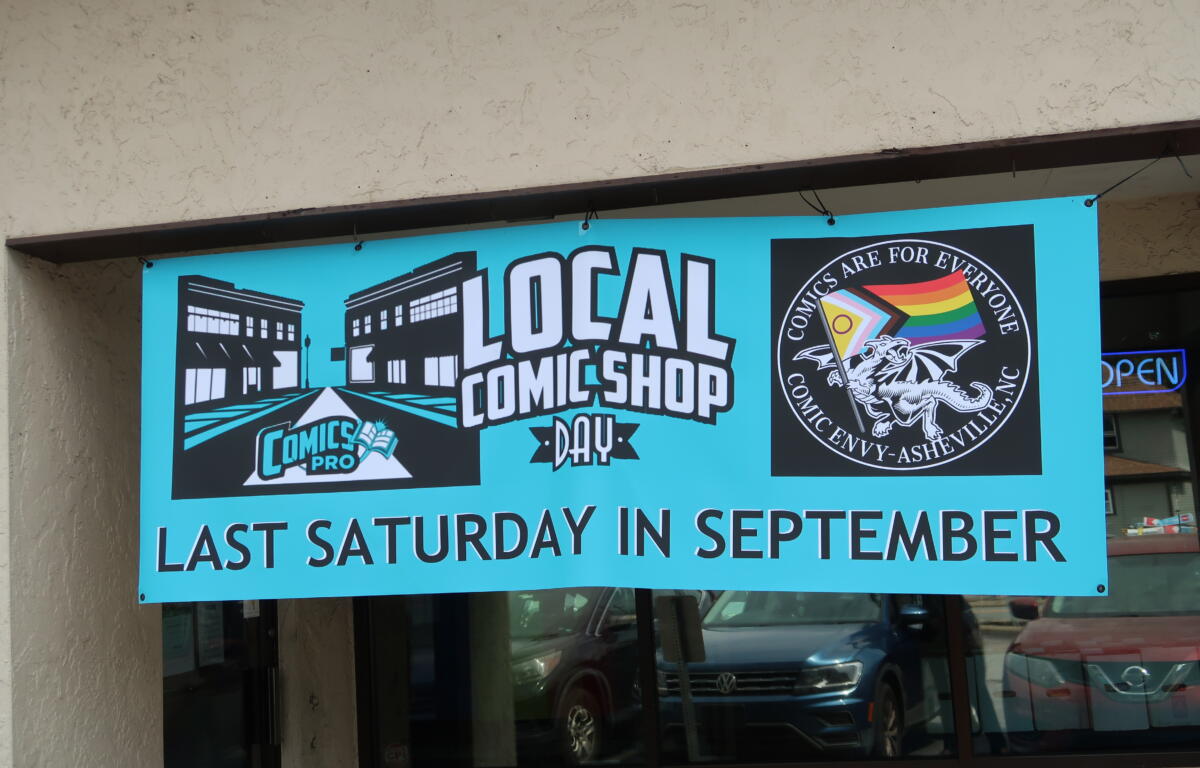 LOCAL
COMIC SHOP
DAY
COMICS
PRO
COMICS ARE FOR EVERYONE
COMIC ENVY-ASHEVILLE, NC
LAST SATURDAY IN SEPTEMBER
OPEN